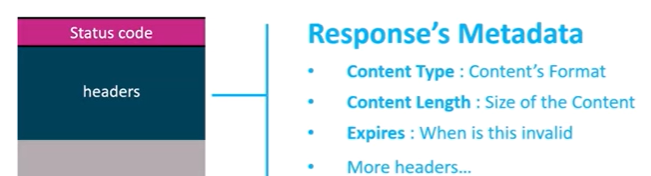 Status code
headers
Response's Metadata
• Content Type : Content's Format
• Content Length : Size of the Content
• Expires : When is this invalid
• More headers...